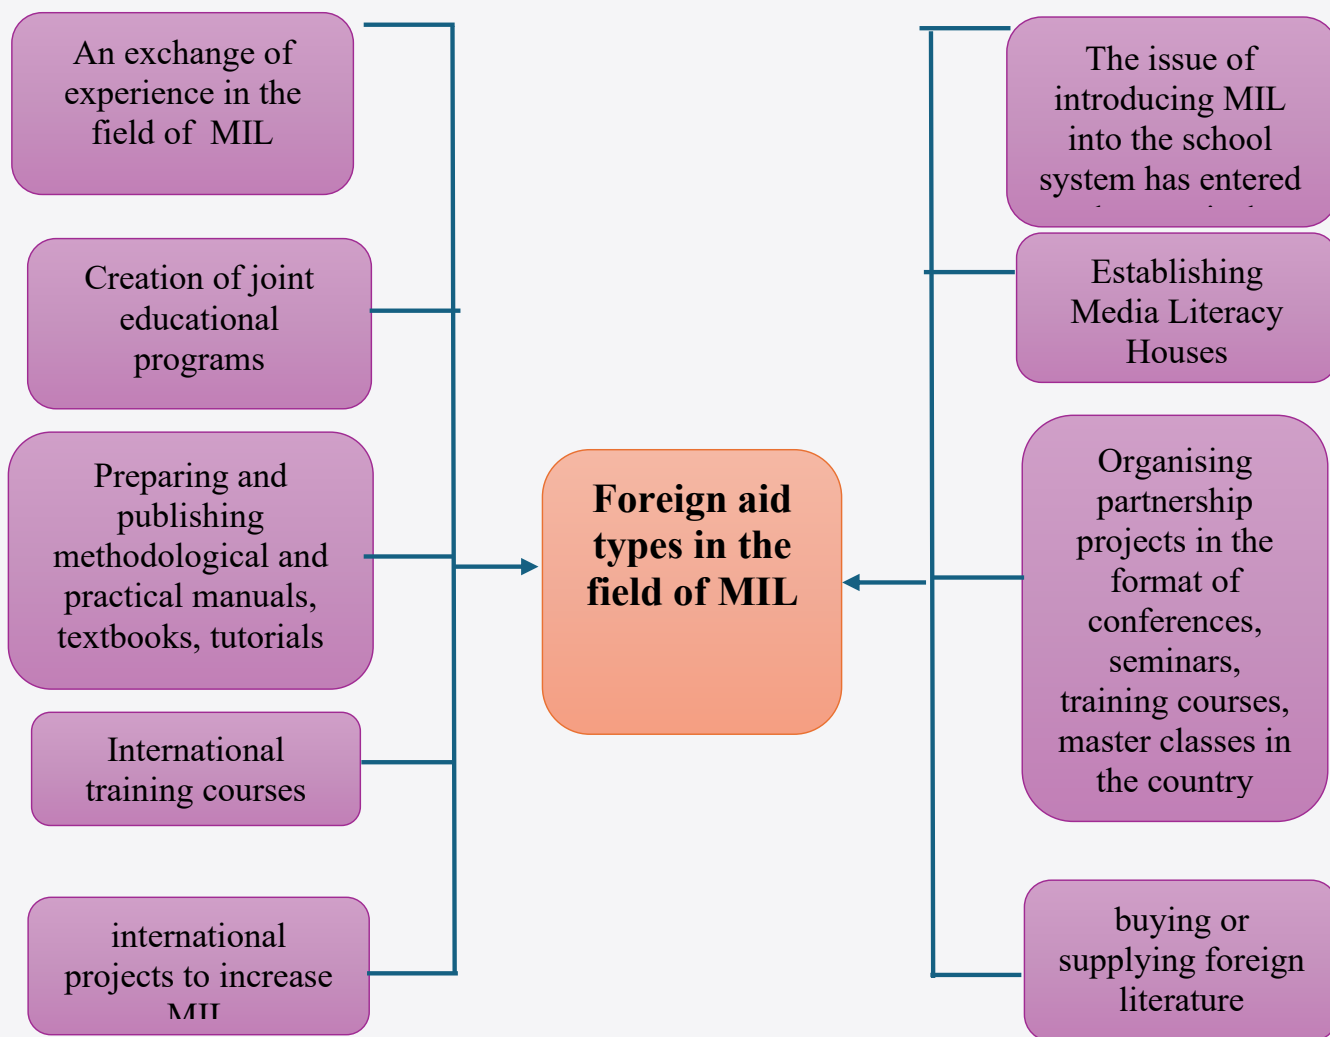 An exchange of
experience in the
field of MIL
Creation of joint
educational
programs
Preparing and
publishing
methodological and
practical manuals,
textbooks, tutorials
International
training courses
international
projects to increase
MIL
Foreign aid
types in the
field of MIL
The issue of
introducing MIL
into the school
system has entered
Establishing
Media Literacy
Houses
Organising
partnership
projects in the
format of
conferences,
seminars,
training courses,
master classes in
the country
buying or
supplying foreign
literature